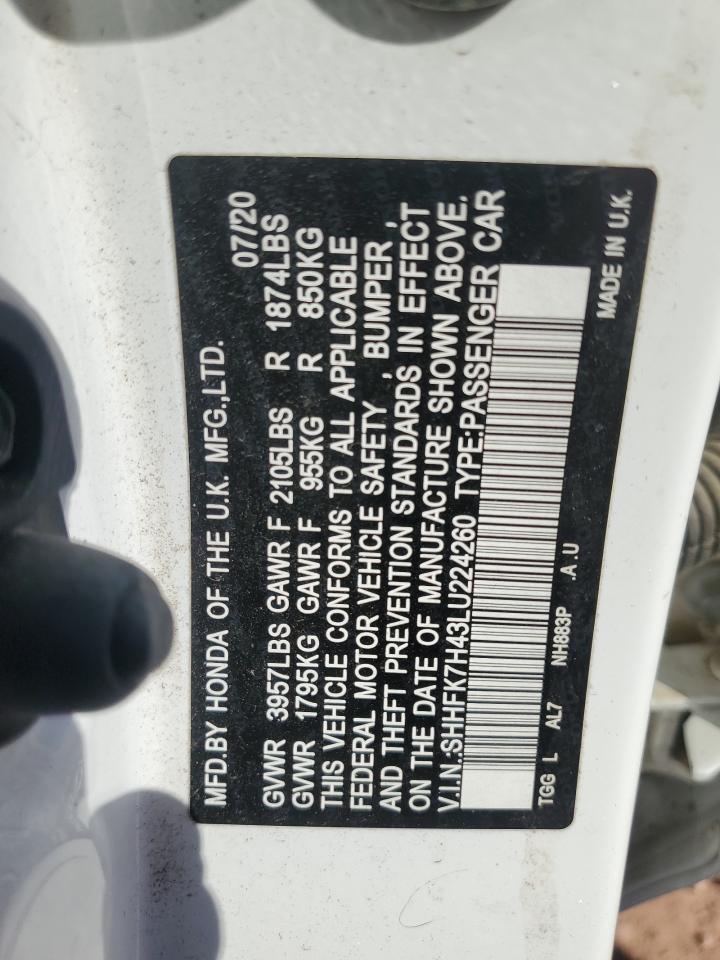 MFD.BY HONDA OF THE U.K. MFG.,LTD.
07/20
GVWR 3957LBS GAWR F 2105LBS R 1874LBS
GVWR 1795KG GAWR F 955KG R 850KG
THIS VEHICLE CONFORMS TO ALL APPLICABLE
FEDERAL MOTOR VEHICLE SAFETY , BUMPER ,
AND THEFT PREVENTION STANDARDS IN EFFECT
ON THE DATE OF MANUFACTURE SHOWN ABOVE.
V.I.N.:SHHFK7H43LU224260 TYPE:PASSENGER CAR
TGG L AL7 NH883P .A.U
MADE IN U.K.